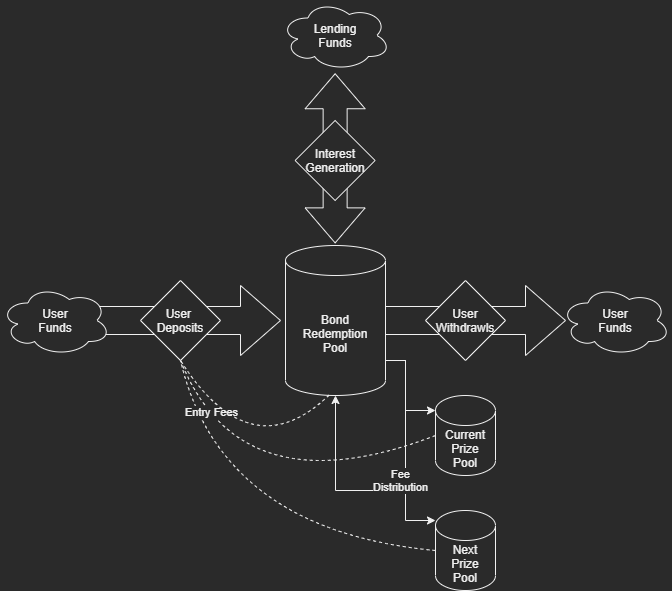 Lending
Funds
Interest
Generation
User
Funds
User
Deposits
Bond
Redemption
Pool
User
Withdrawls
User
Funds
Entry Fees
Current
Prize
Pool
Fee
Distribution
Next
Prize
Pool